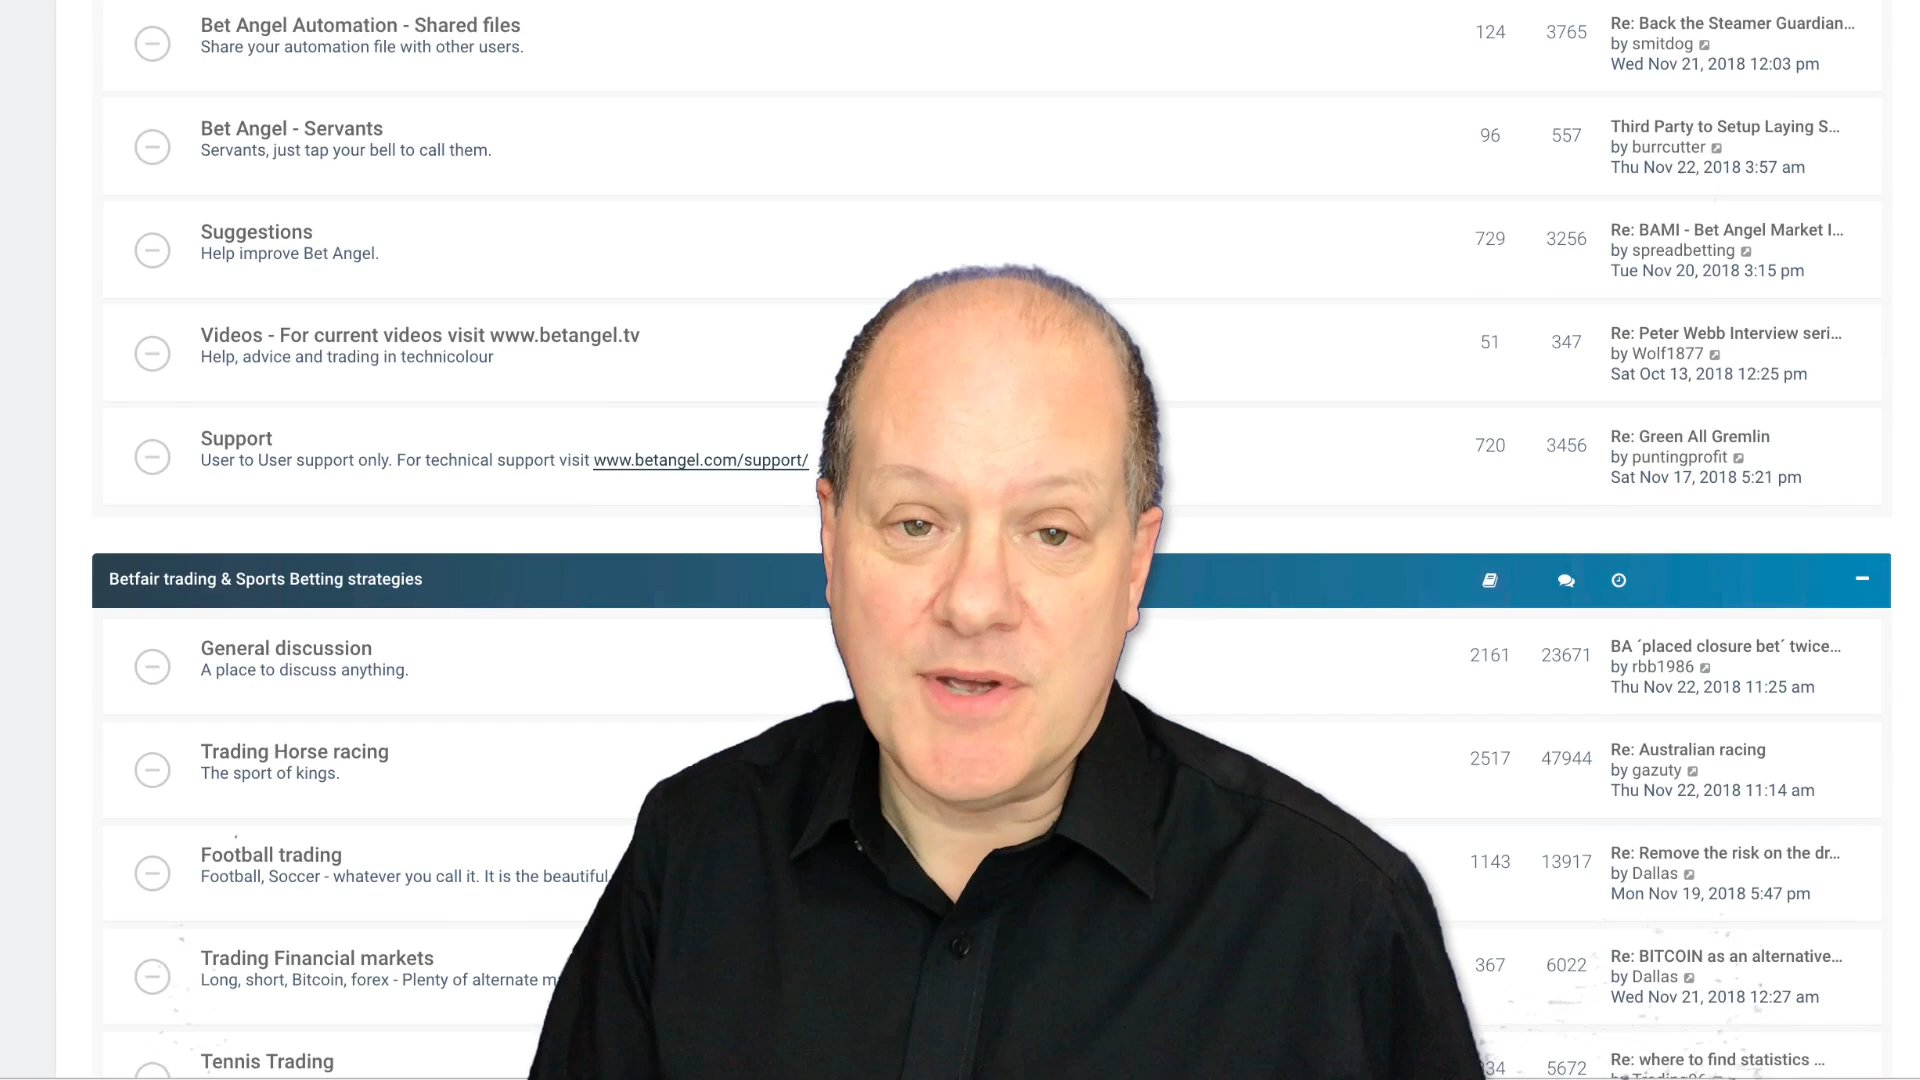 Bet Angel Automation - Shared files
Share your automation file with other users.
124
3765
Re: Back the Steamer Guardian...
by smitdog
Wed Nov 21, 2018 12:03 pm
Bet Angel - Servants
Servants, just tap your bell to call them.
96
557
Third Party to Setup Laying S...
by burrcutter
Thu Nov 22, 2018 3:57 am
Suggestions
Help improve Bet Angel.
729
3256
Re: BAMI - Bet Angel Market I...
by spreadbetting
Tue Nov 20, 2018 3:15 pm
Videos - For current videos visit www.betangel.tv
Help, advice and trading in technicolour
51
347
Re: Peter Webb Interview seri...
by Wolf1877
Sat Oct 13, 2018 12:25 pm
Support
User to User support only. For technical support visit www.betangel.com/support/
720
3456
Re: Green All Gremlin
by puntingprofit
Sat Nov 17, 2018 5:21 pm
Betfair trading & Sports Betting strategies
General discussion
A place to discuss anything.
2161
23671
BA ´placed closure bet´ twice...
by rbb1986
Thu Nov 22, 2018 11:25 am
Trading Horse racing
The sport of kings.
2517
47944
Re: Australian racing
by gazuty
Thu Nov 22, 2018 11:14 am
Football trading
Football, Soccer - whatever you call it. It is the beautiful
1143
13917
Re: Remove the risk on the dr...
by Dallas
Mon Nov 19, 2018 5:47 pm
Trading Financial markets
Long, short, Bitcoin, forex - Plenty of alternate m
367
6022
Re: BITCOIN as an alternative...
by Dallas
Wed Nov 21, 2018 12:27 am
Tennis Trading
34
5672
Re: where to find statistics ...